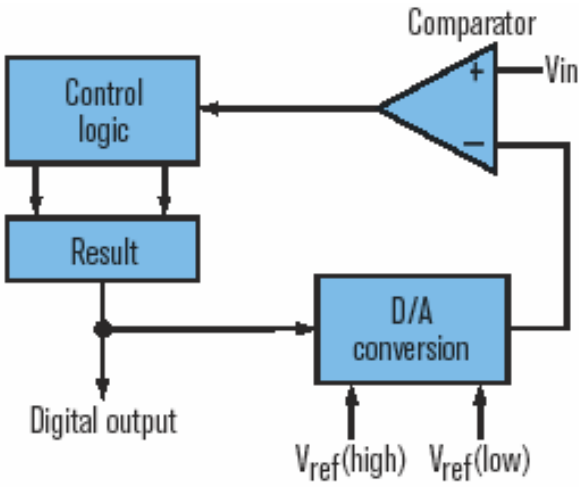 Comparator
Control
logic
+
Vin
−
Result
D/A
conversion
Digital output
Vref(high) Vref(low)